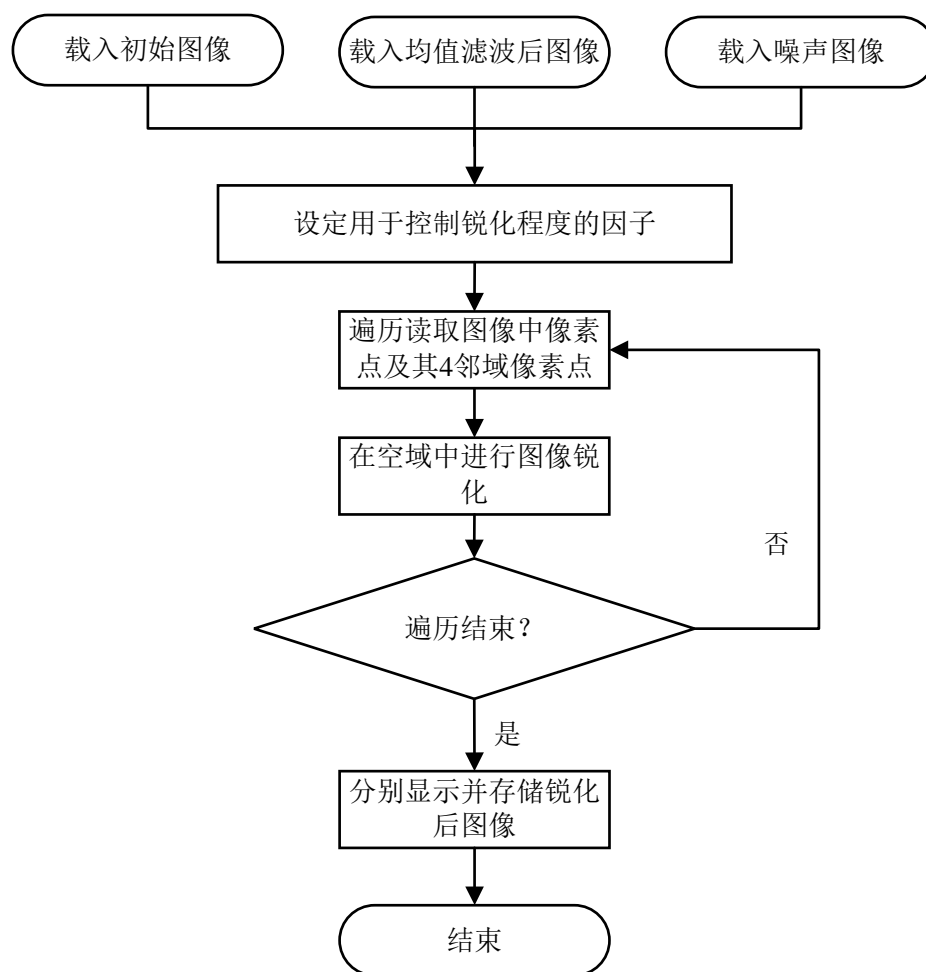 载入初始图像
载入均值滤波后图像
载入噪声图像
设定用于控制锐化程度的因子
遍历读取图像中像素
点及其4邻域像素点
在空域中进行图像锐
化
否
遍历结束？
是
分别显示并存储锐化
后图像
结束